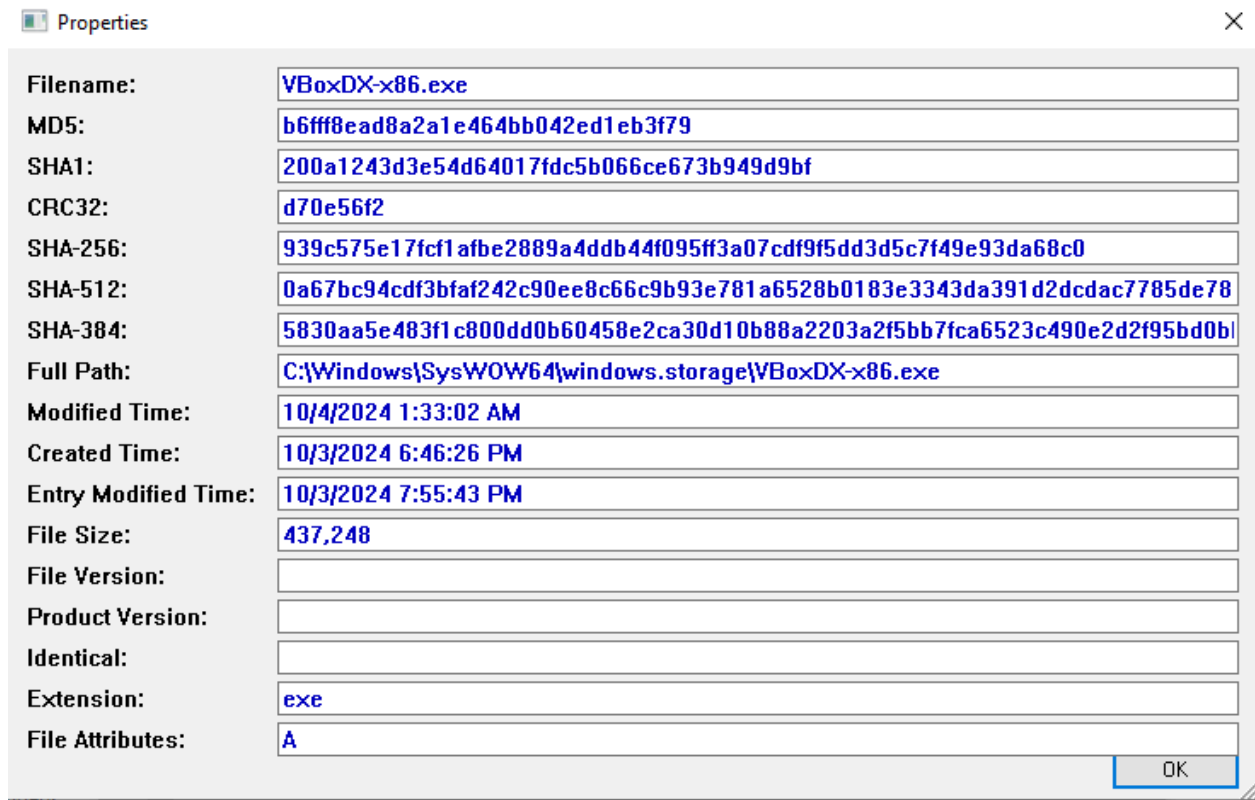 Properties
Filename: VBoxDX-x86.exe
MD5: b6fff8ead8a2a1e464bb042ed1eb3f79
SHA1: 200a1243d3e54d64017fdc5b066ce673b949d9bf
CRC32: d70e56f2
SHA-256: 939c575e17fcf1afbe2889a4ddb44f095ff3a07cdf9f5dd3d5c7f49e93da68c0
SHA-512: 0a67bc94cdf3bfaf242c90ee8c66c9b93e781a6528b0183e3343da391d2dcdac7785de78
SHA-384: 5830aa5e483f1c800dd0b60458e2ca30d10b88a2203a2f5bb7fca6523c490e2d2f95bd0b
Full Path: C:\Windows\SysWOW64\windows.storage\VBoxDX-x86.exe
Modified Time: 10/4/2024 1:33:02 AM
Created Time: 10/3/2024 6:46:26 PM
Entry Modified Time: 10/3/2024 7:55:43 PM
File Size: 437,248
File Version:
Product Version:
Identical:
Extension: exe
File Attributes: A
OK